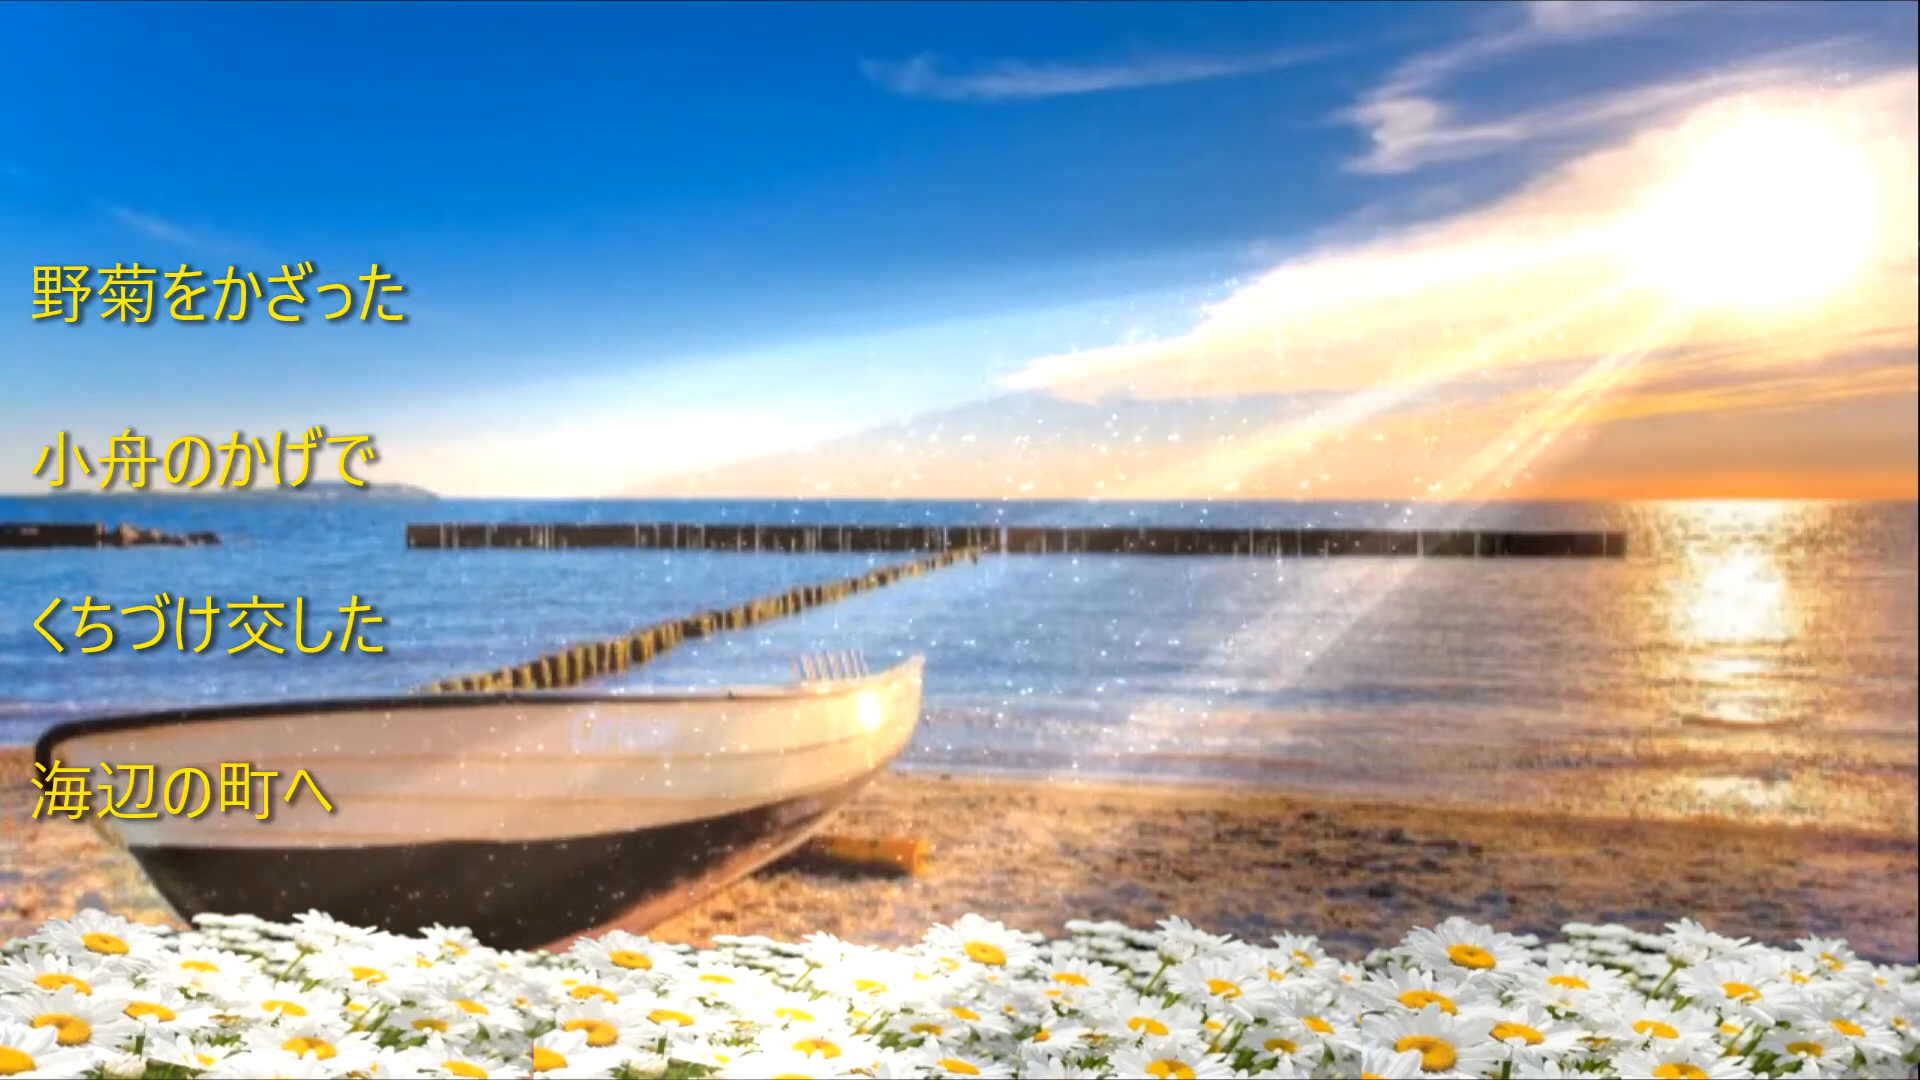 野菊をかざった
小舟のかげで
くちづけ交した
海辺の町へ